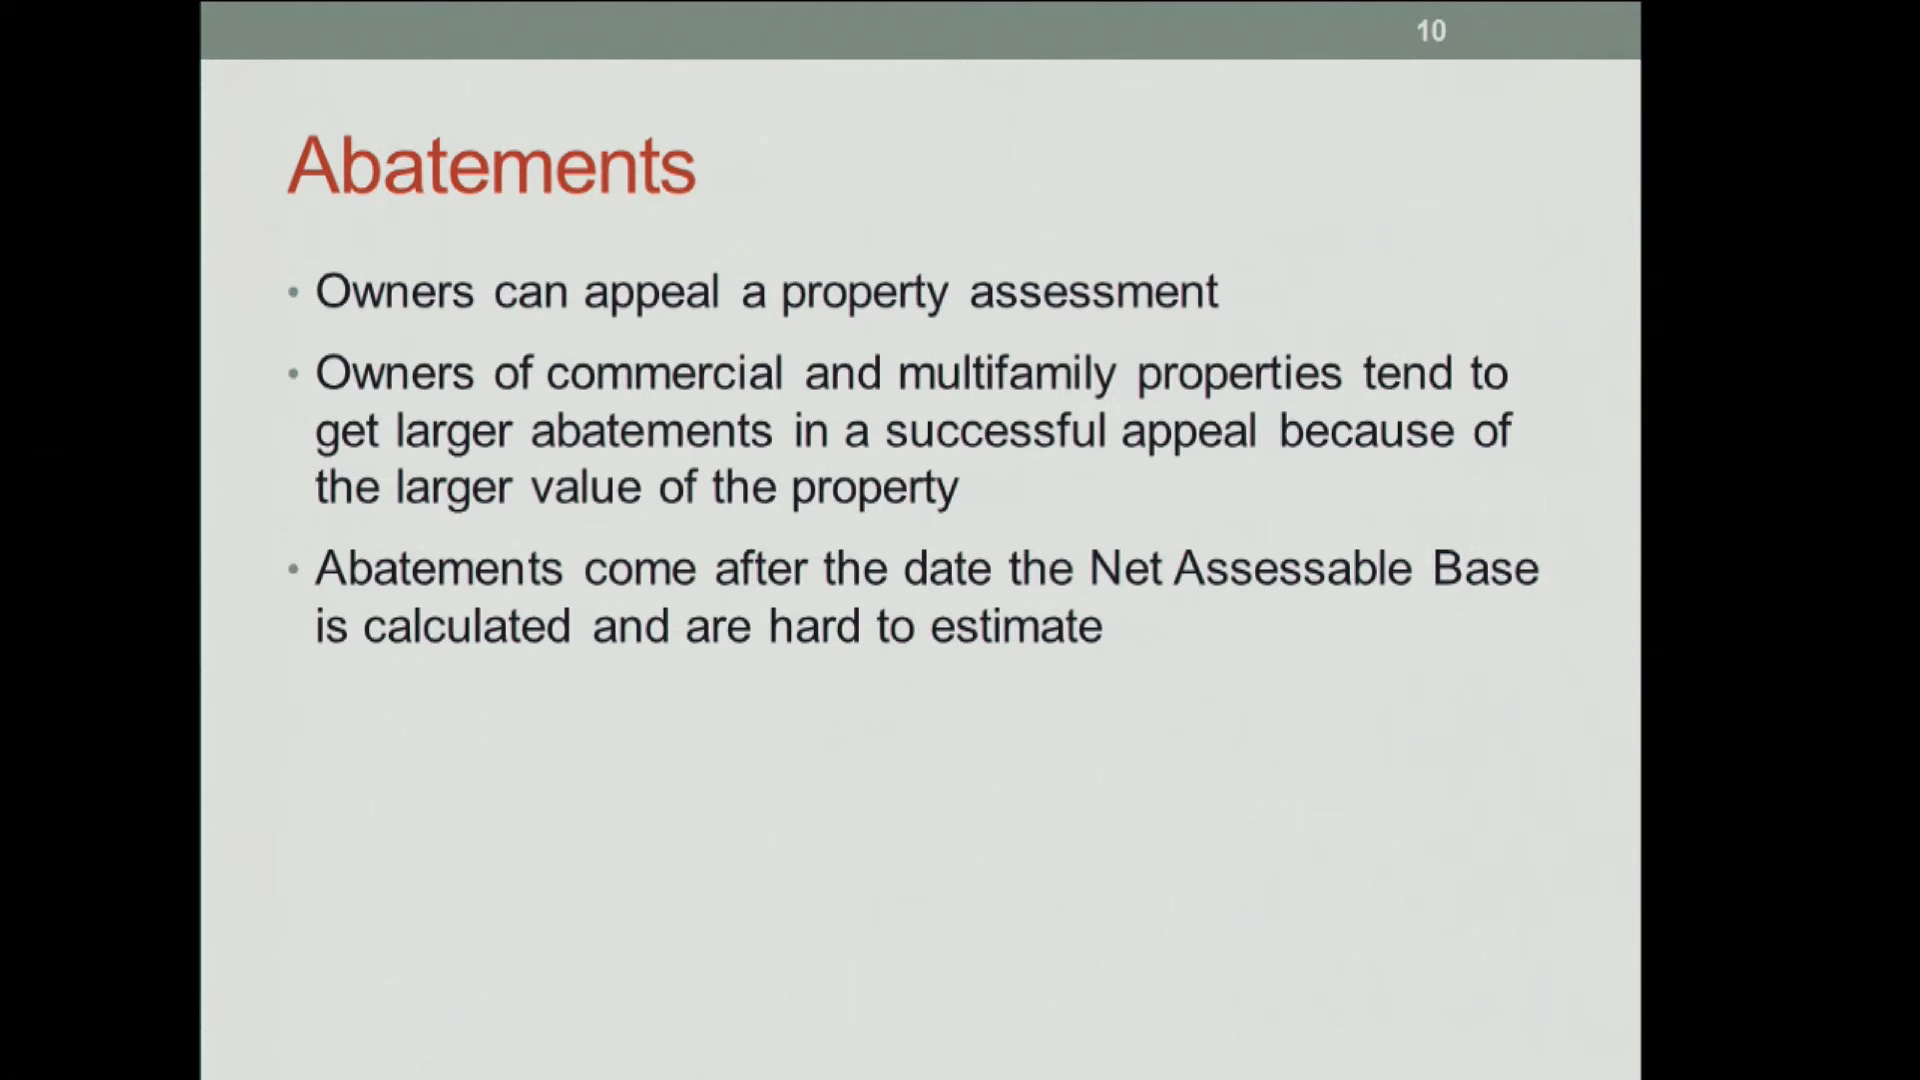 10
Abatements
• Owners can appeal a property assessment
• Owners of commercial and multifamily properties tend to
get larger abatements in a successful appeal because of
the larger value of the property
• Abatements come after the date the Net Assessable Base
is calculated and are hard to estimate